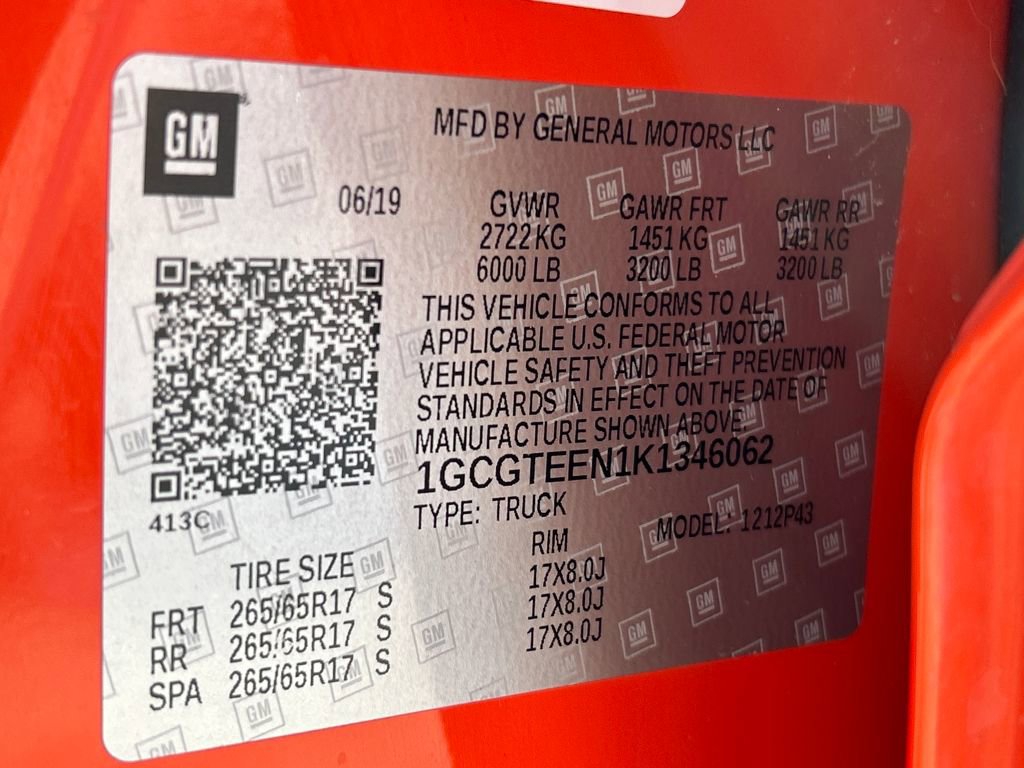 GM
MFD BY GENERAL MOTORS LLC
06/19 GVWR GAWR FRT GAWR RR
2722 KG 1451 KG 1451 KG
6000 LB 3200 LB 3200 LB
THIS VEHICLE CONFORMS TO ALL
APPLICABLE U.S. FEDERAL MOTOR
VEHICLE SAFETY AND THEFT PREVENTION
STANDARDS IN EFFECT ON THE DATE OF
MANUFACTURE SHOWN ABOVE.
1GCGTEEN1K1346062
413C
TYPE: TRUCK MODEL: 1212P43
TIRE SIZE RIM
FRT 265/65R17 S 17X8.0J
RR 265/65R17 S 17X8.0J
SPA 265/65R17 S 17X8.0J